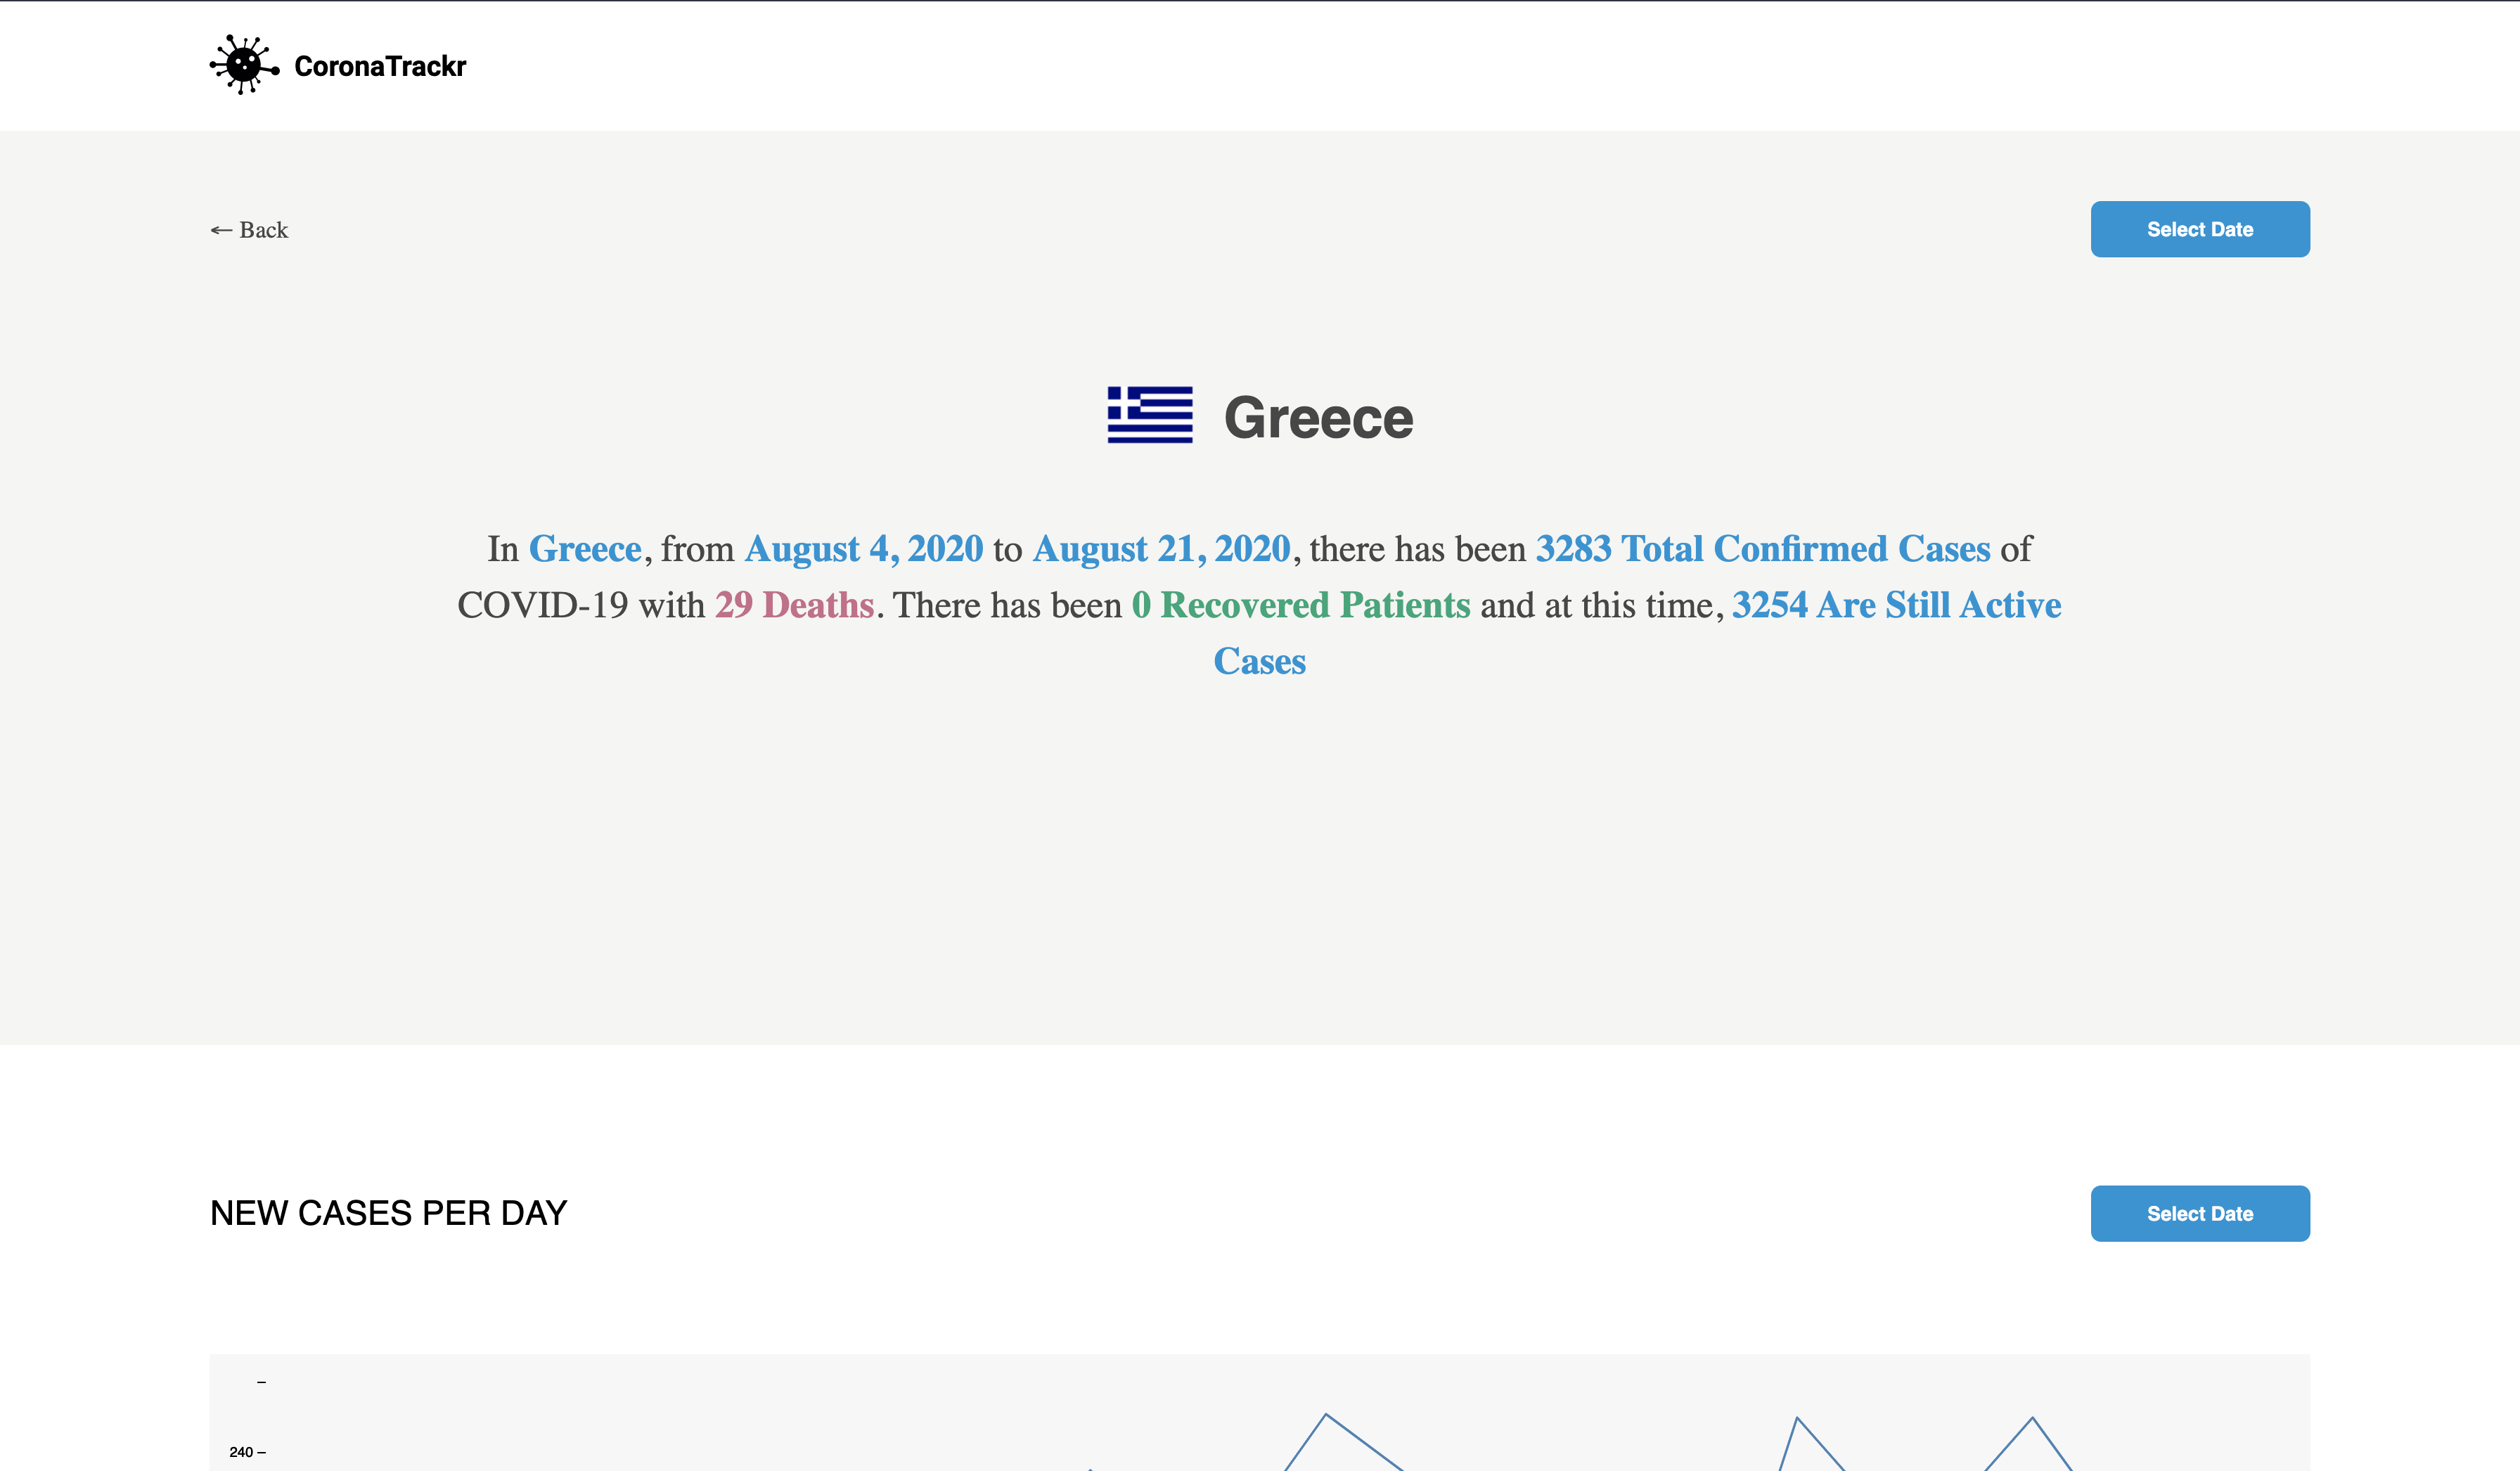 CoronaTrackr
← Back
Select Date
Greece
In Greece, from August 4, 2020 to August 21, 2020, there has been 3283 Total Confirmed Cases of
COVID-19 with 29 Deaths. There has been 0 Recovered Patients and at this time, 3254 Are Still Active
Cases
NEW CASES PER DAY
Select Date
240